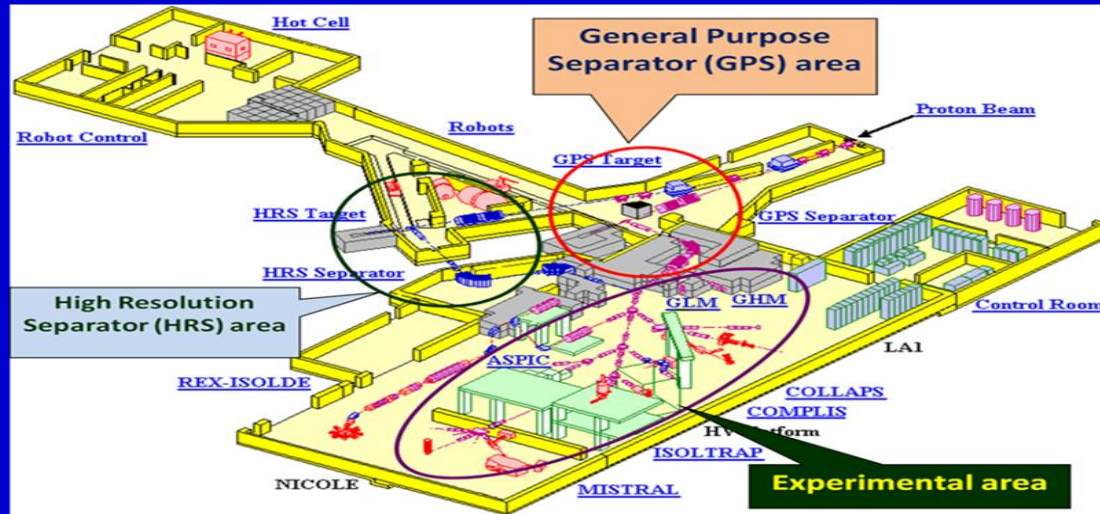 Hot Cell
General Purpose
Separator (GPS) area
Proton Beam
Robot Control
Robots
GPS Target
HRS Target
GPS Separator
HRS Separator
High Resolution
Separator (HRS) area
GLM
GHM
Control Room
LA1
ASPIC
REX-ISOLDE
COLLAPS
COMPLIS
ISOLTRAP
NICOLE
MISTRAL
Experimental area